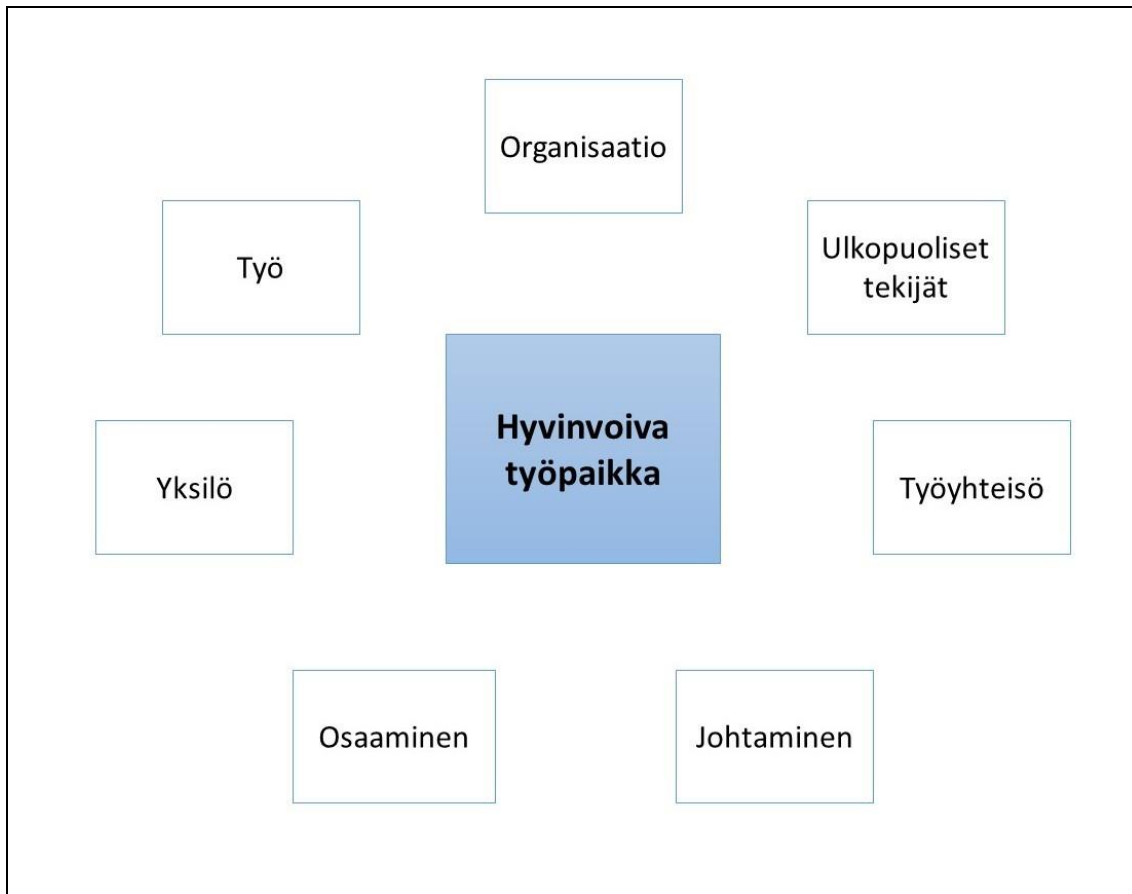 Organisaatio
Työ
Ulkopuoliset
tekijät
Hyvinvoiva
työpaikka
Yksilö
Työyhteisö
Osaaminen
Johtaminen